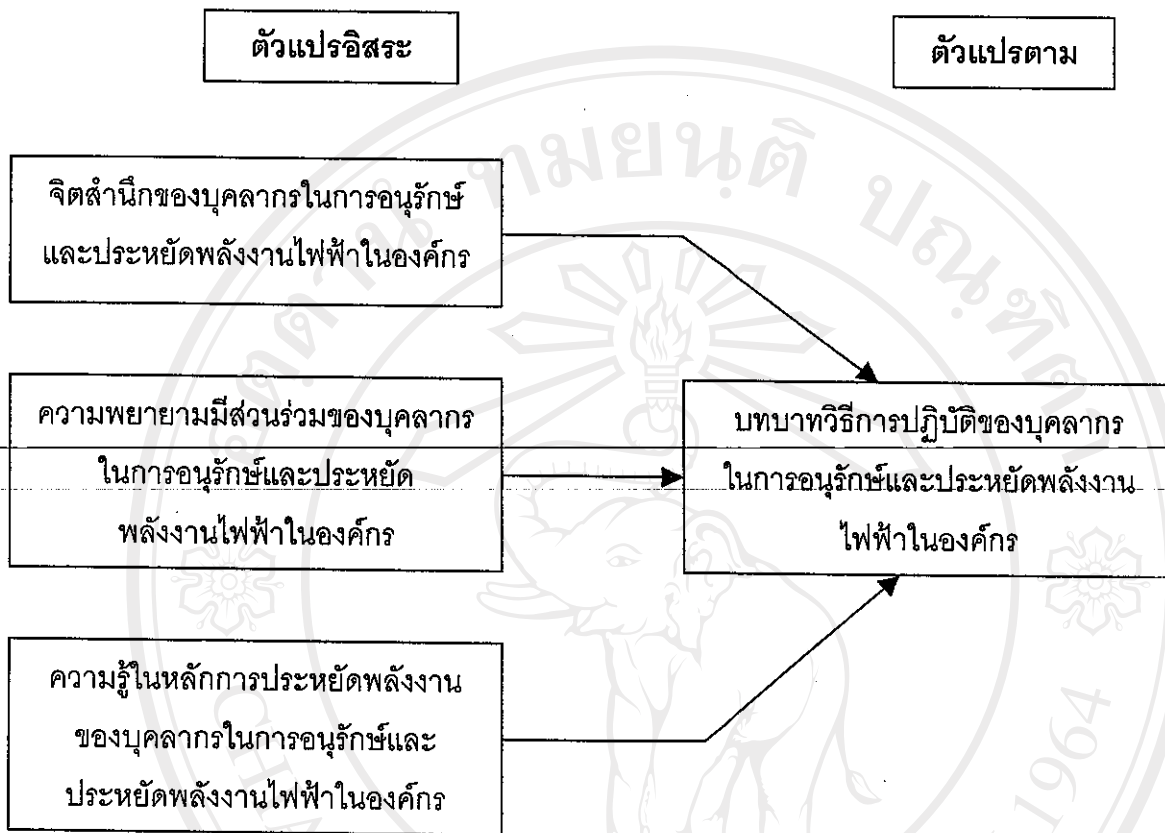 ตัวแปรอิสระ
ตัวแปรตาม
จิตสำนึกของบุคลากรในการอนุรักษ์
และประหยัดพลังงานไฟฟ้าในองค์กร
ความพยายามมีส่วนร่วมของบุคลากร
ในการอนุรักษ์และประหยัด
พลังงานไฟฟ้าในองค์กร
บทบาทวิธีการปฏิบัติของบุคลากร
ในการอนุรักษ์และประหยัดพลังงาน
ไฟฟ้าในองค์กร
ความรู้ในหลักการประหยัดพลังงาน
ของบุคลากรในการอนุรักษ์และ
ประหยัดพลังงานไฟฟ้าในองค์กร
ทมยนฺติ ปณฺฑิตา
1964